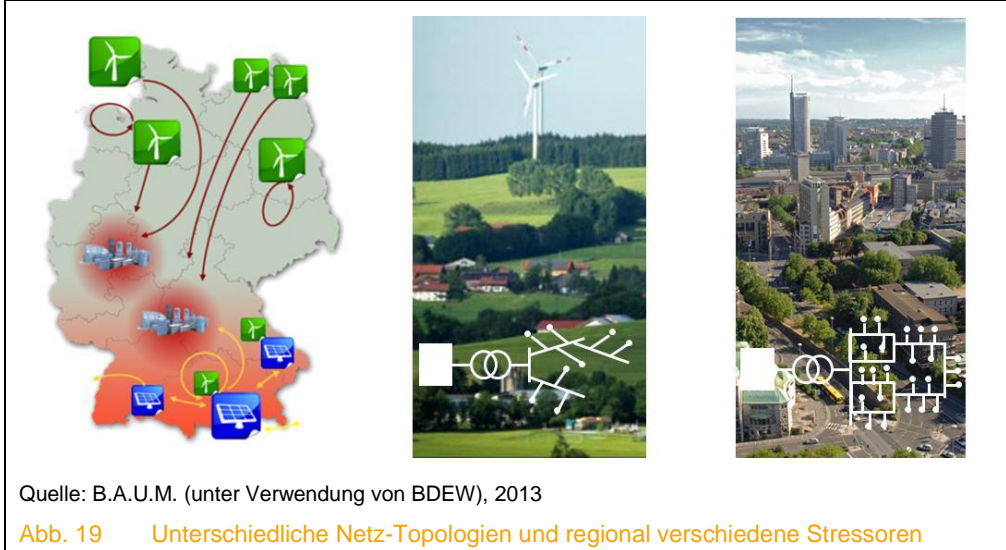 Quelle: B.A.U.M. (unter Verwendung von BDEW), 2013
Abb. 19 Unterschiedliche Netz-Topologien und regional verschiedene Stressoren